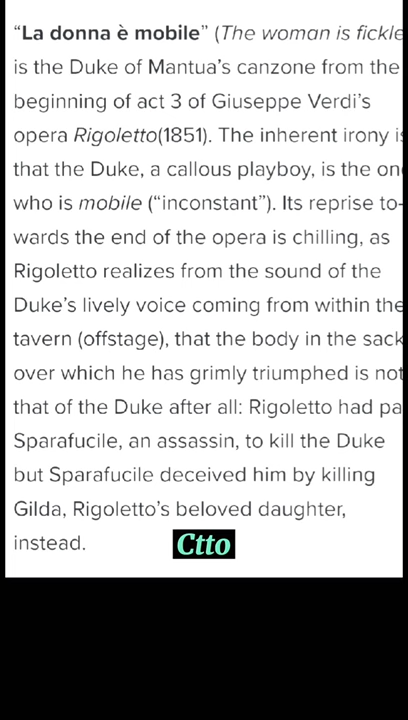 “La donna è mobile” (The woman is fickle
is the Duke of Mantua’s canzone from the
beginning of act 3 of Giuseppe Verdi’s
opera Rigoletto(1851). The inherent irony is
that the Duke, a callous playboy, is the on
who is mobile (“inconstant”). Its reprise to-
wards the end of the opera is chilling, as
Rigoletto realizes from the sound of the
Duke’s lively voice coming from within the
tavern (offstage), that the body in the sack
over which he has grimly triumphed is not
that of the Duke after all: Rigoletto had pa
Sparafucile, an assassin, to kill the Duke
but Sparafucile deceived him by killing
Gilda, Rigoletto’s beloved daughter,
instead. Ctto